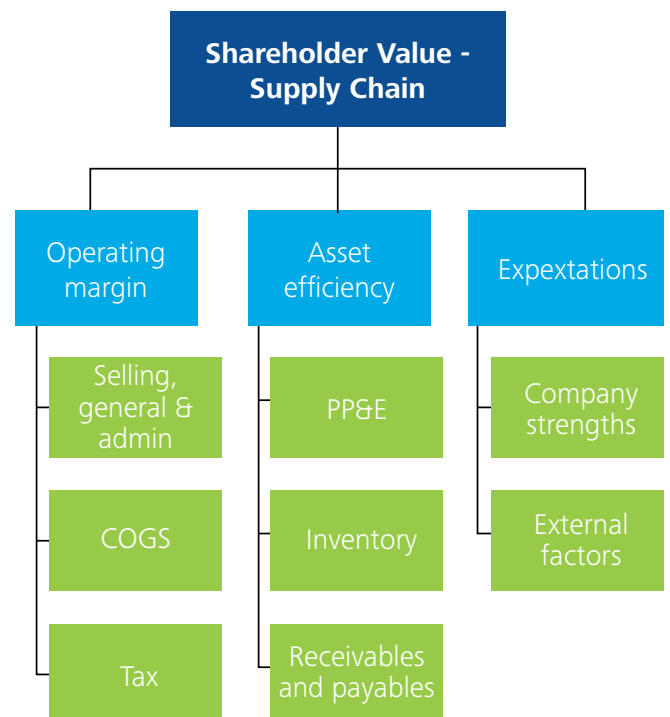 Shareholder Value -
Supply Chain
Operating
margin
Asset
efficiency
Expextations
Selling,
general &
admin
PP&E
Company
strengths
COGS
Inventory
External
factors
Tax
Receivables
and payables